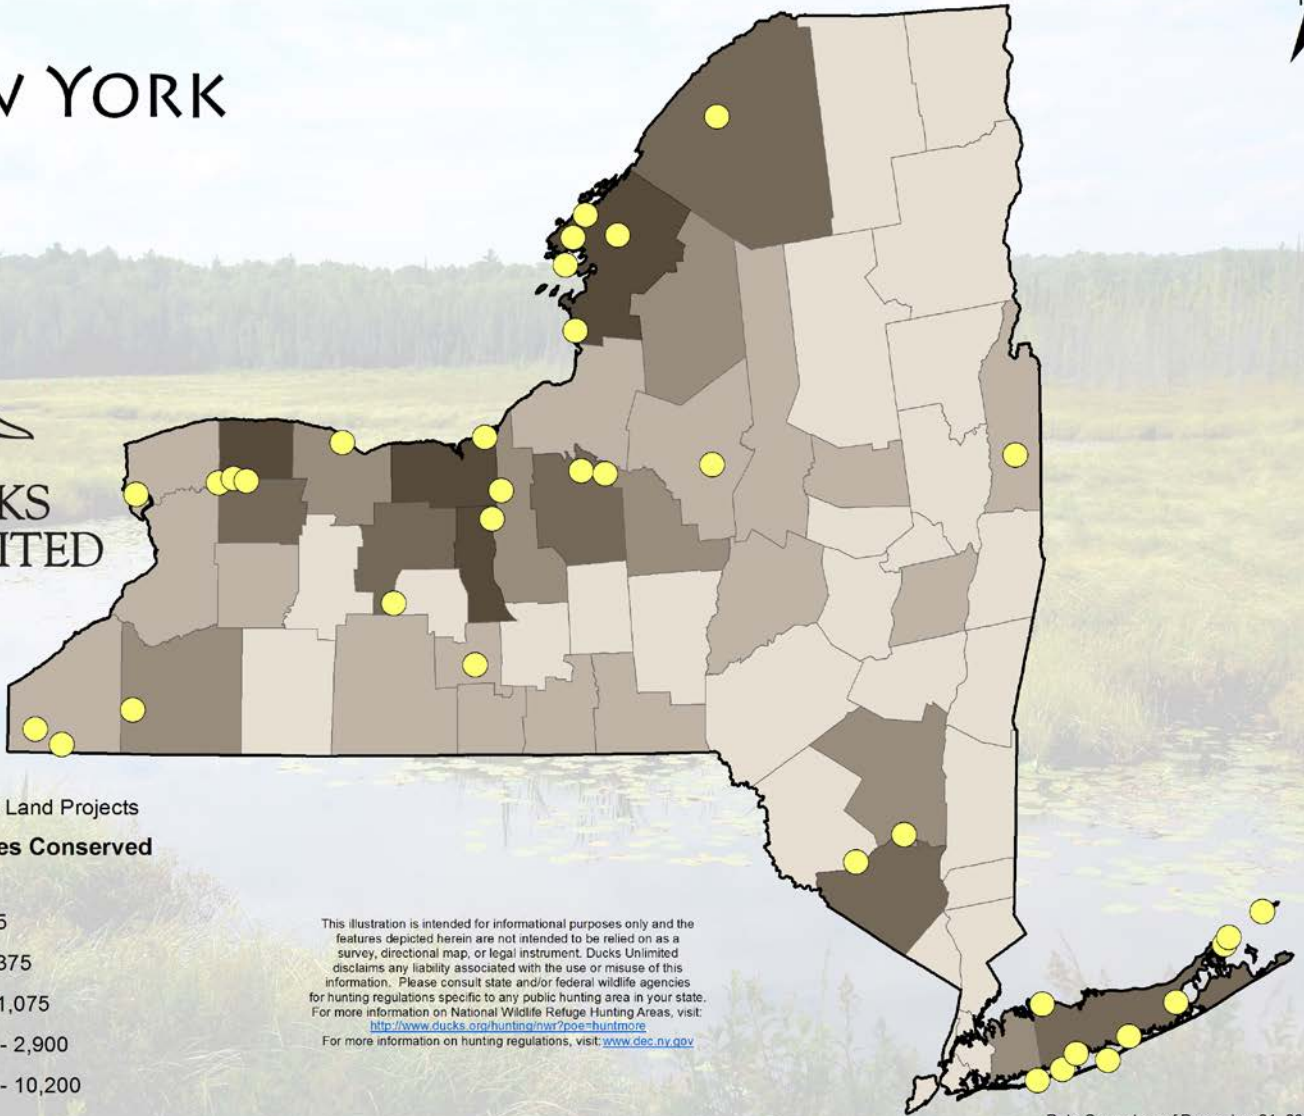 YORK
KS
ITED
Land Projects
es Conserved
5
375
1,075
- 2,900
- 10,200
This illustration is intended for informational purposes only and the
features depicted herein are not intended to be relied on as a
survey, directional map, or legal instrument. Ducks Unlimited
disclaims any liability associated with the use or misuse of this
information. Please consult state and/or federal wildlife agencies
for hunting regulations specific to any public hunting area in your state.
For more information on National Wildlife Refuge Hunting Areas, visit:
http://www.ducks.org/hunting/nwr?poe=huntmore
For more information on hunting regulations, visit: www.dec.ny.gov